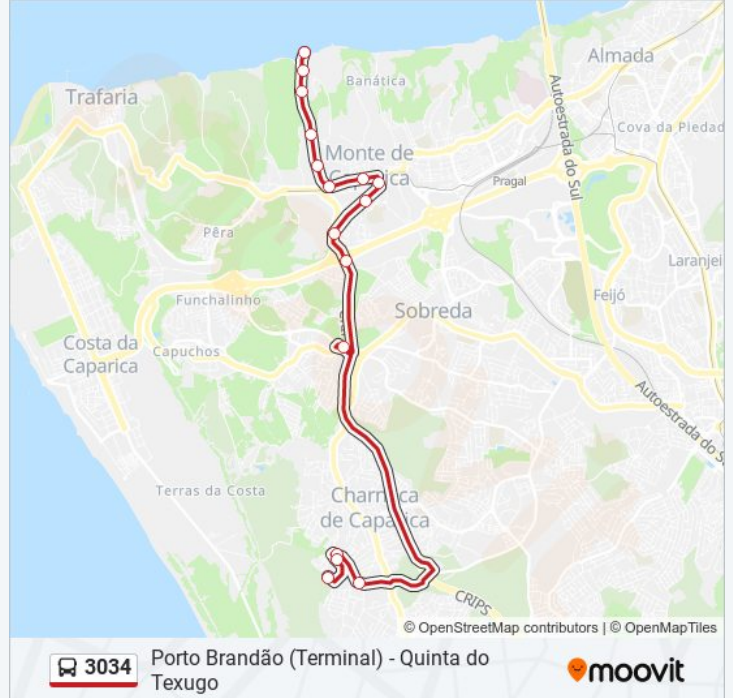 Almada
Banática
Trafaria
Autoestrada do Sul
Cova da Piedad
Monte de
Caparica
Pragal
Pêra
Laranjei
Feijó
Funchalinho
Sobreda
Costa da
Caparica
Capuchos
Autoestrada do S
Terras da Costa
Charneca
de Caparica
CRIPS
© OpenStreetMap contributors | © OpenMapTiles
3034
Porto Brandão (Terminal) - Quinta do
Texugo
moovit